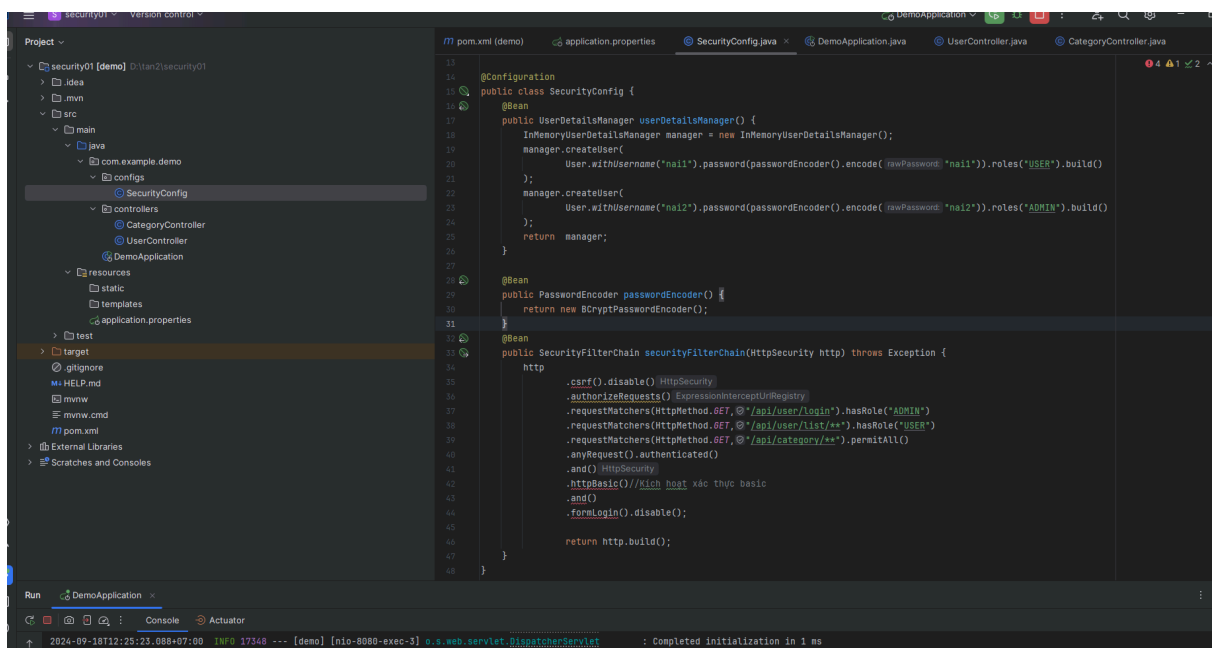 security01 Version control DemoApplication
Project
pom.xml (demo) application.properties SecurityConfig.java DemoApplication.java UserController.java CategoryController.java
security01 [demo] D:\tan2\security01
.idea
.mvn
src
main
java
com.example.demo
configs
SecurityConfig
controllers
CategoryController
UserController
DemoApplication
resources
static
templates
application.properties
test
target
.gitignore
HELP.md
mvnw
mvnw.cmd
pom.xml
External Libraries
Scratches and Consoles
4 1 2
13
14 @Configuration
15 public class SecurityConfig {
16 @Bean
17 public UserDetailsManager userDetailsManager() {
18 InMemoryUserDetailsManager manager = new InMemoryUserDetailsManager();
19 manager.createUser(
20 User.withUsername("nai1").password(passwordEncoder().encode( rawPassword: "nai1")).roles("USER").build()
21 );
22 manager.createUser(
23 User.withUsername("nai2").password(passwordEncoder().encode( rawPassword: "nai2")).roles("ADMIN").build()
24 );
25 return manager;
26 }
27
28 @Bean
29 public PasswordEncoder passwordEncoder() {
30 return new BCryptPasswordEncoder();
31 }
32 @Bean
33 public SecurityFilterChain securityFilterChain(HttpSecurity http) throws Exception {
34 http
35 .csrf().disable() HttpSecurity
36 .authorizeRequests() ExpressionInterceptUrlRegistry
37 .requestMatchers(HttpMethod.GET, "/api/user/login").hasRole("ADMIN")
38 .requestMatchers(HttpMethod.GET, "/api/user/list/**").hasRole("USER")
39 .requestMatchers(HttpMethod.GET, "/api/category/**").permitAll()
40 .anyRequest().authenticated()
41 .and() HttpSecurity
42 .httpBasic()//Kích hoạt xác thực basic
43 .and()
44 .formLogin().disable();
45
46 return http.build();
47 }
48 }
Run DemoApplication
Console Actuator
2024-09-18T12:25:23.088+07:00 INFO 17348 --- [demo] [nio-8080-exec-3] o.s.web.servlet.DispatcherServlet : Completed initialization in 1 ms